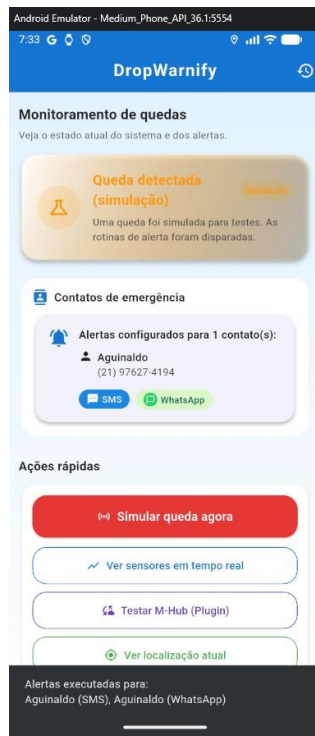 Android Emulator - Medium_Phone_API_36.1:5554
7:33 G
DropWarnify
Monitoramento de quedas
Veja o estado atual do sistema e dos alertas.
Queda detectada
(simulação)
Simulação
Uma queda foi simulada para testes. As
rotinas de alerta foram disparadas.
Contatos de emergência
Alertas configurados para 1 contato(s):
Aguinaldo
(21) 97627-4194
SMS
WhatsApp
Ações rápidas
Simular queda agora
Ver sensores em tempo real
Testar M-Hub (Plugin)
Ver localização atual
Alertas executadas para:
Aguinaldo (SMS), Aguinaldo (WhatsApp)